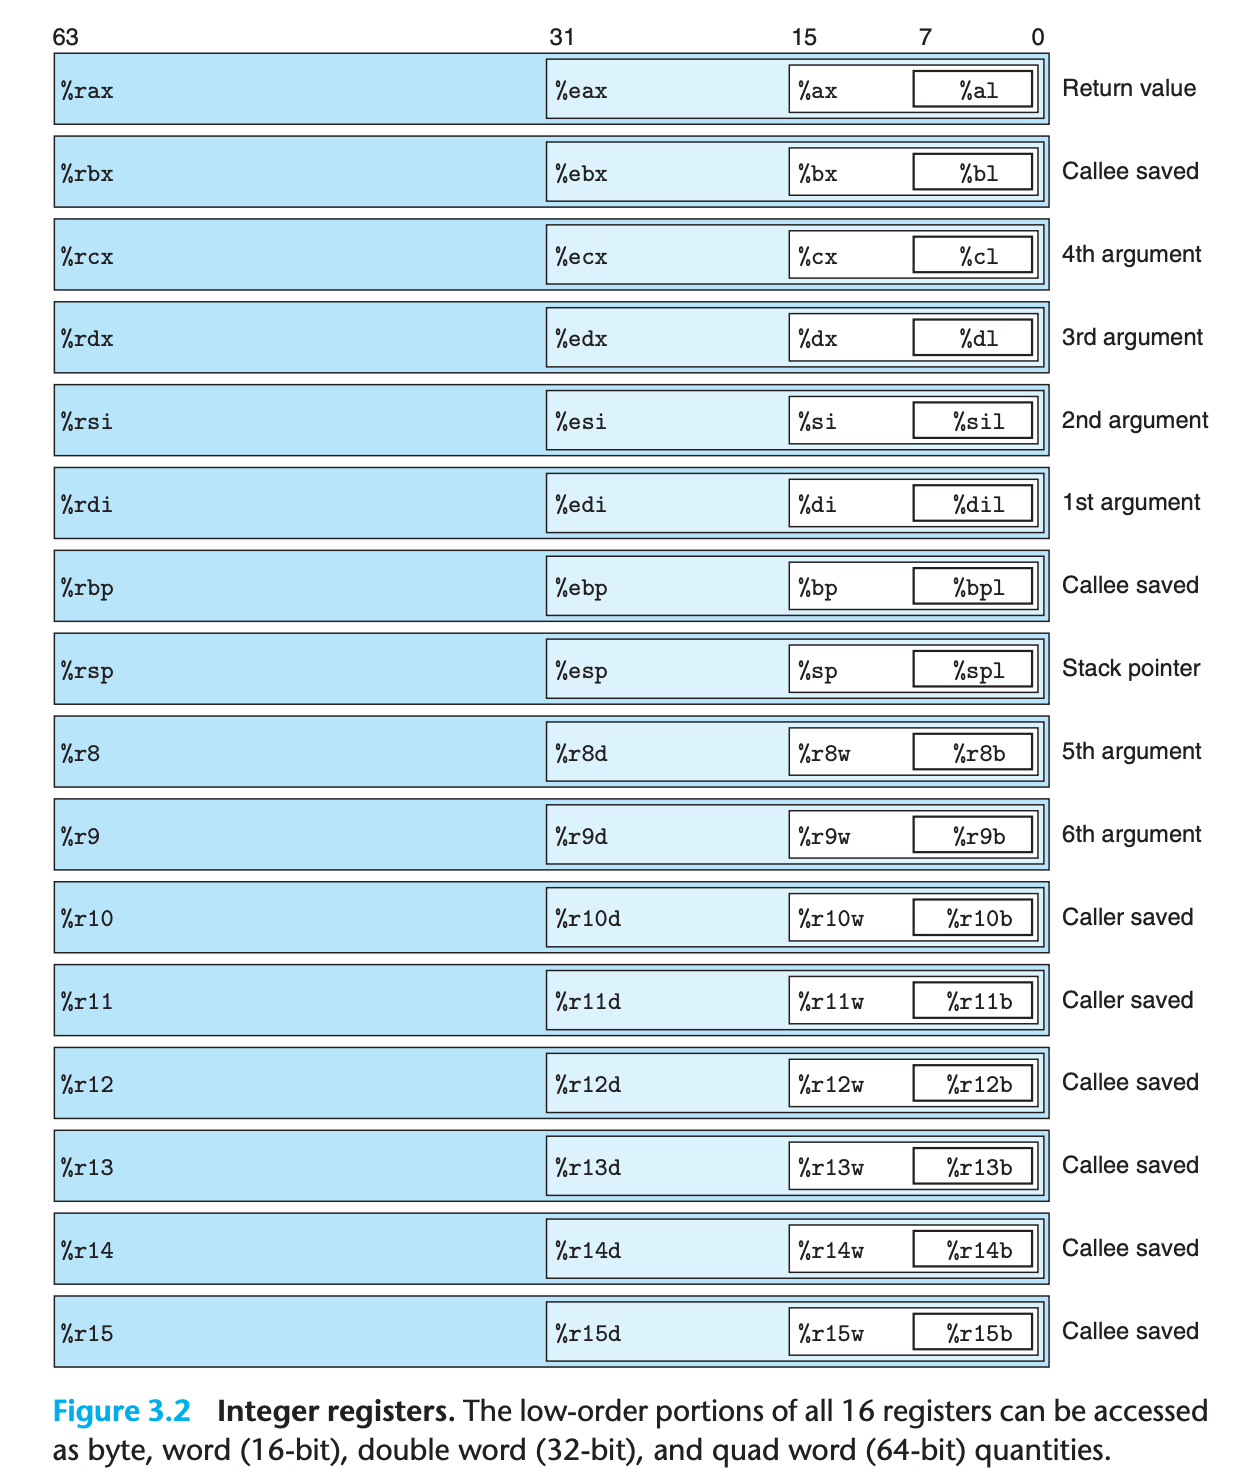 63 31 15 7 0
%rax %eax %ax %al Return value
%rbx %ebx %bx %bl Callee saved
%rcx %ecx %cx %cl 4th argument
%rdx %edx %dx %dl 3rd argument
%rsi %esi %si %sil 2nd argument
%rdi %edi %di %dil 1st argument
%rbp %ebp %bp %bpl Callee saved
%rsp %esp %sp %spl Stack pointer
%r8 %r8d %r8w %r8b 5th argument
%r9 %r9d %r9w %r9b 6th argument
%r10 %r10d %r10w %r10b Caller saved
%r11 %r11d %r11w %r11b Caller saved
%r12 %r12d %r12w %r12b Callee saved
%r13 %r13d %r13w %r13b Callee saved
%r14 %r14d %r14w %r14b Callee saved
%r15 %r15d %r15w %r15b Callee saved
Figure 3.2 Integer registers. The low-order portions of all 16 registers can be accessed
as byte, word (16-bit), double word (32-bit), and quad word (64-bit) quantities.